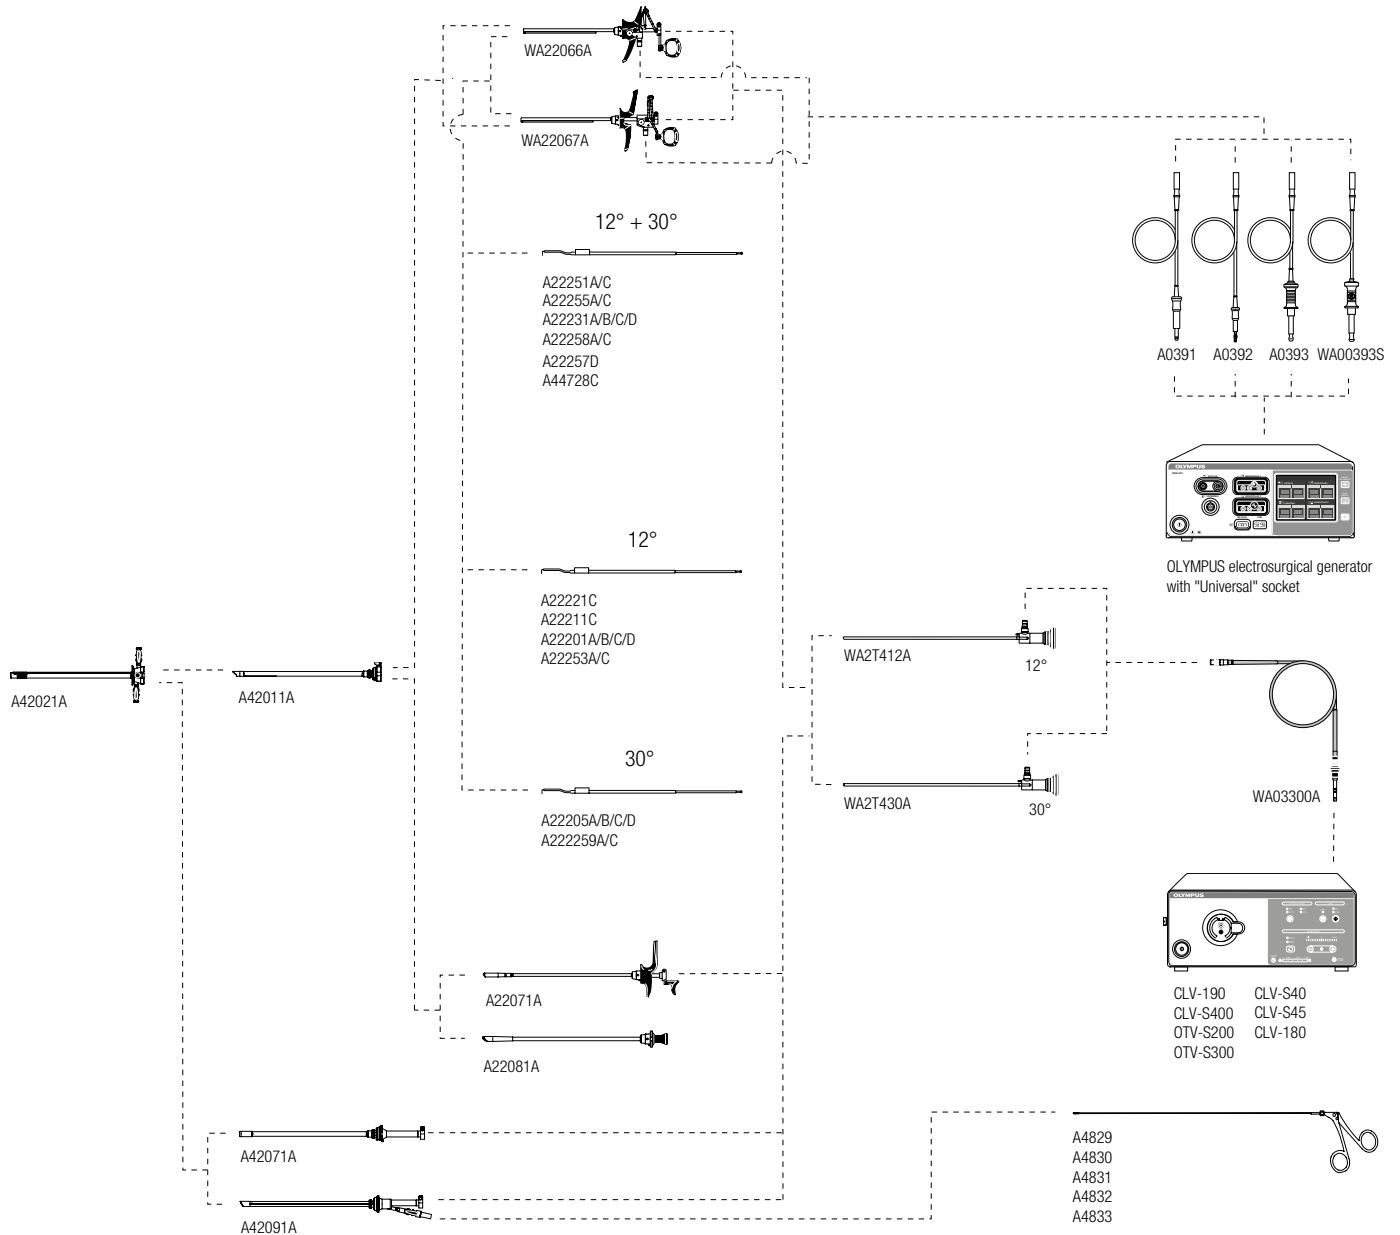 WA22066A
WA22067A
12° + 30°
A22251A/C
A22255A/C
A22231A/B/C/D
A22258A/C
A22257D
A44728C
A0391
A0392
A0393
WA00393S
OLYMPUS
OLYMPUS electrosurgical generator
with "Universal" socket
12°
A22221C
A22211C
A22201A/B/C/D
A22253A/C
A42021A
A42011A
WA2T412A
12°
30°
A22205A/B/C/D
A222259A/C
WA2T430A
30°
WA03300A
OLYMPUS
CLV-190
CLV-S400
OTV-S200
OTV-S300
CLV-S40
CLV-S45
CLV-180
A22071A
A22081A
A42071A
A42091A
A4829
A4830
A4831
A4832
A4833